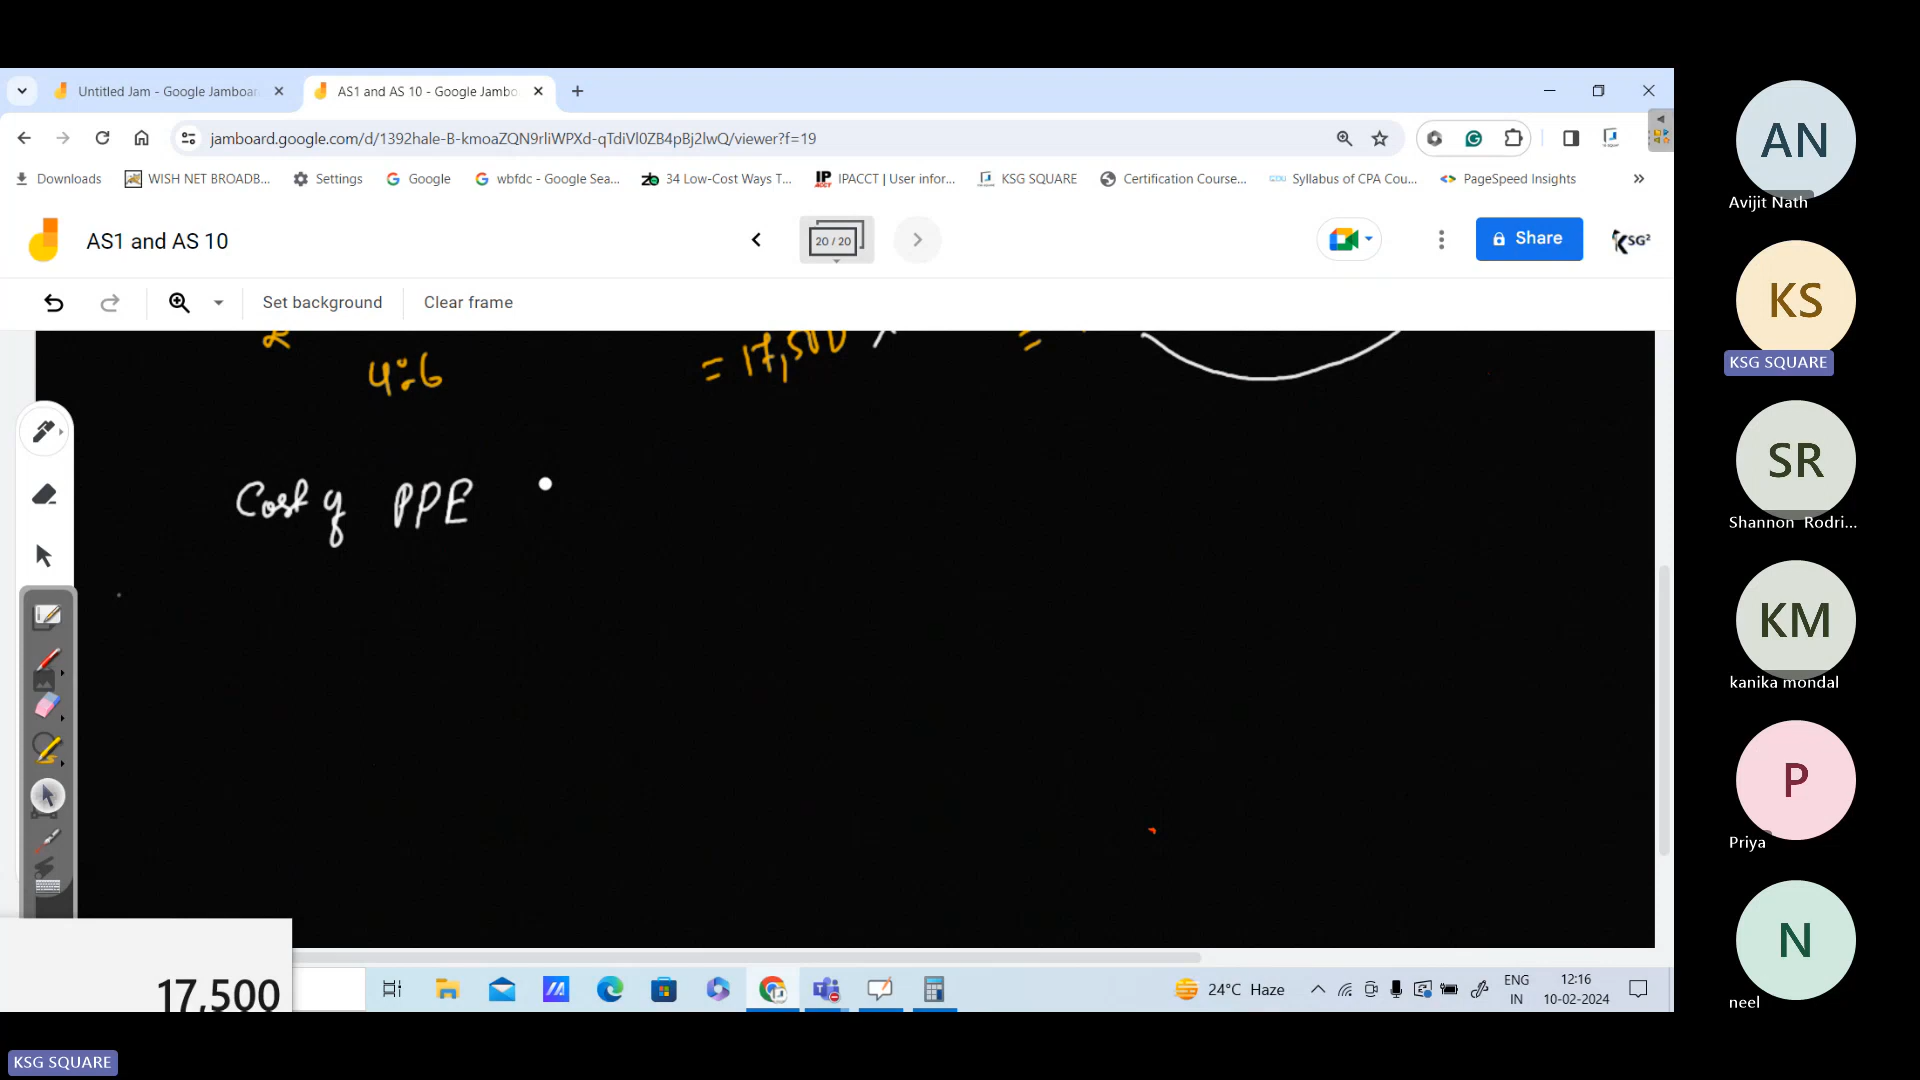 Untitled Jam - Google Jamboar
AS1 and AS 10 - Google Jambo
jamboard.google.com/d/1392hale-B-kmoaZQN9rliWPXd-qTdiVl0ZB4pBj2lwQ/viewer?f=19
Downloads WISH NET BROADB... Settings Google wbfdc - Google Sea... 34 Low-Cost Ways T... IPACCT | User infor... KSG SQUARE Certification Course... Syllabus of CPA Cou... PageSpeed Insights »
AS1 and AS 10
20 / 20
Share
KSG²
Set background Clear frame
4:6
= 17,500
=
Cost of PPE
17,500
24°C Haze
ENG
IN
12:16
10-02-2024
KSG SQUARE
AN
Avijit Nath
KS
KSG SQUARE
SR
Shannon Rodri...
KM
kanika mondal
P
Priya
N
neel